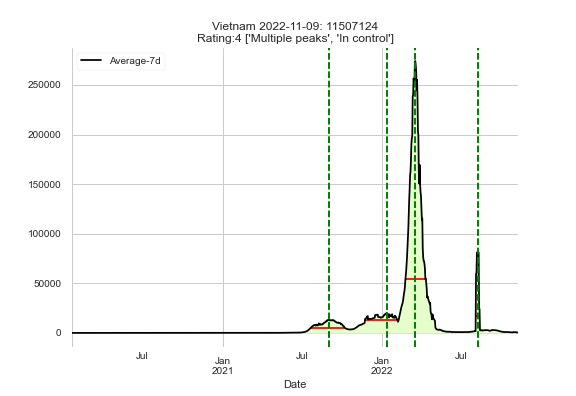 Vietnam 2022-11-09: 11507124
Rating:4 ['Multiple peaks', 'In control']
Average-7d
250000
200000
150000
100000
50000
0
Jul
Jan
2021
Jul
Jan
2022
Jul
Date